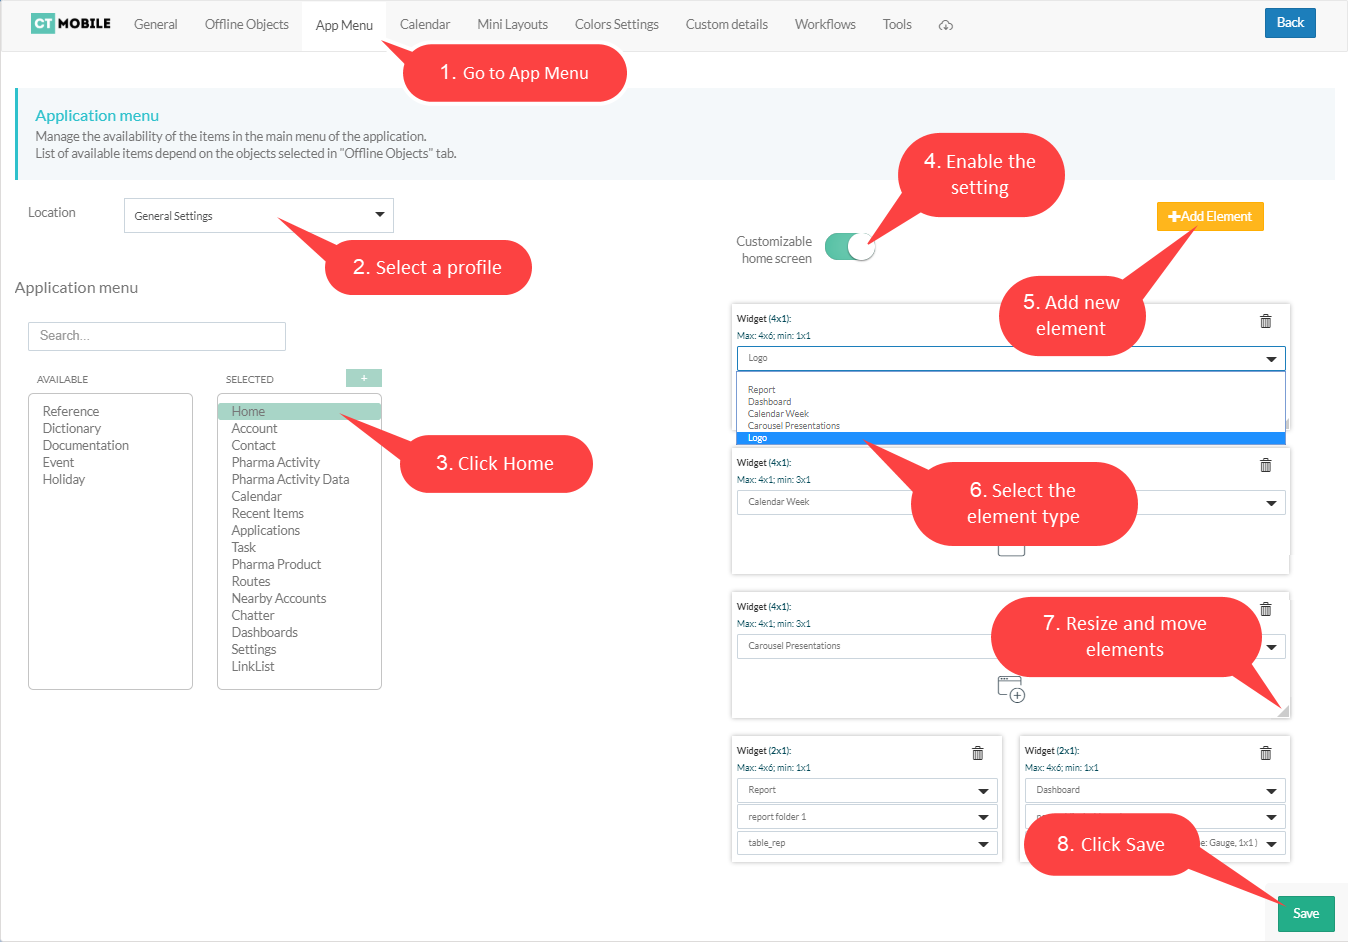 CT MOBILE
General
Offline Objects
App Menu
Calendar
Mini Layouts
Colors Settings
Custom details
Workflows
Tools
Back
1. Go to App Menu
Application menu
Manage the availability of the items in the main menu of the application.
List of available items depend on the objects selected in "Offline Objects" tab.
4. Enable the
setting
Location
General Settings
+Add Element
Customizable
home screen
2. Select a profile
Application menu
5. Add new
element
Search...
AVAILABLE
Reference
Dictionary
Documentation
Event
Holiday
SELECTED
+
Home
Account
Contact
Pharma Activity
Pharma Activity Data
Calendar
Recent Items
Applications
Task
Pharma Product
Routes
Nearby Accounts
Chatter
Dashboards
Settings
LinkList
3. Click Home
Widget (4x1):
Max: 4x6; min: 1x1
Logo
Report
Dashboard
Calendar Week
Carousel Presentations
Logo
Widget (4x1):
Max: 4x1; min: 3x1
Calendar Week
6. Select the
element type
Widget (4x1):
Max: 4x1; min: 3x1
Carousel Presentations
7. Resize and move
elements
Widget (2x1):
Max: 4x6; min: 1x1
Report
report folder 1
table_rep
Widget (2x1):
Max: 4x6; min: 1x1
Dashboard
e: Gauge, 1x1 )
8. Click Save
Save